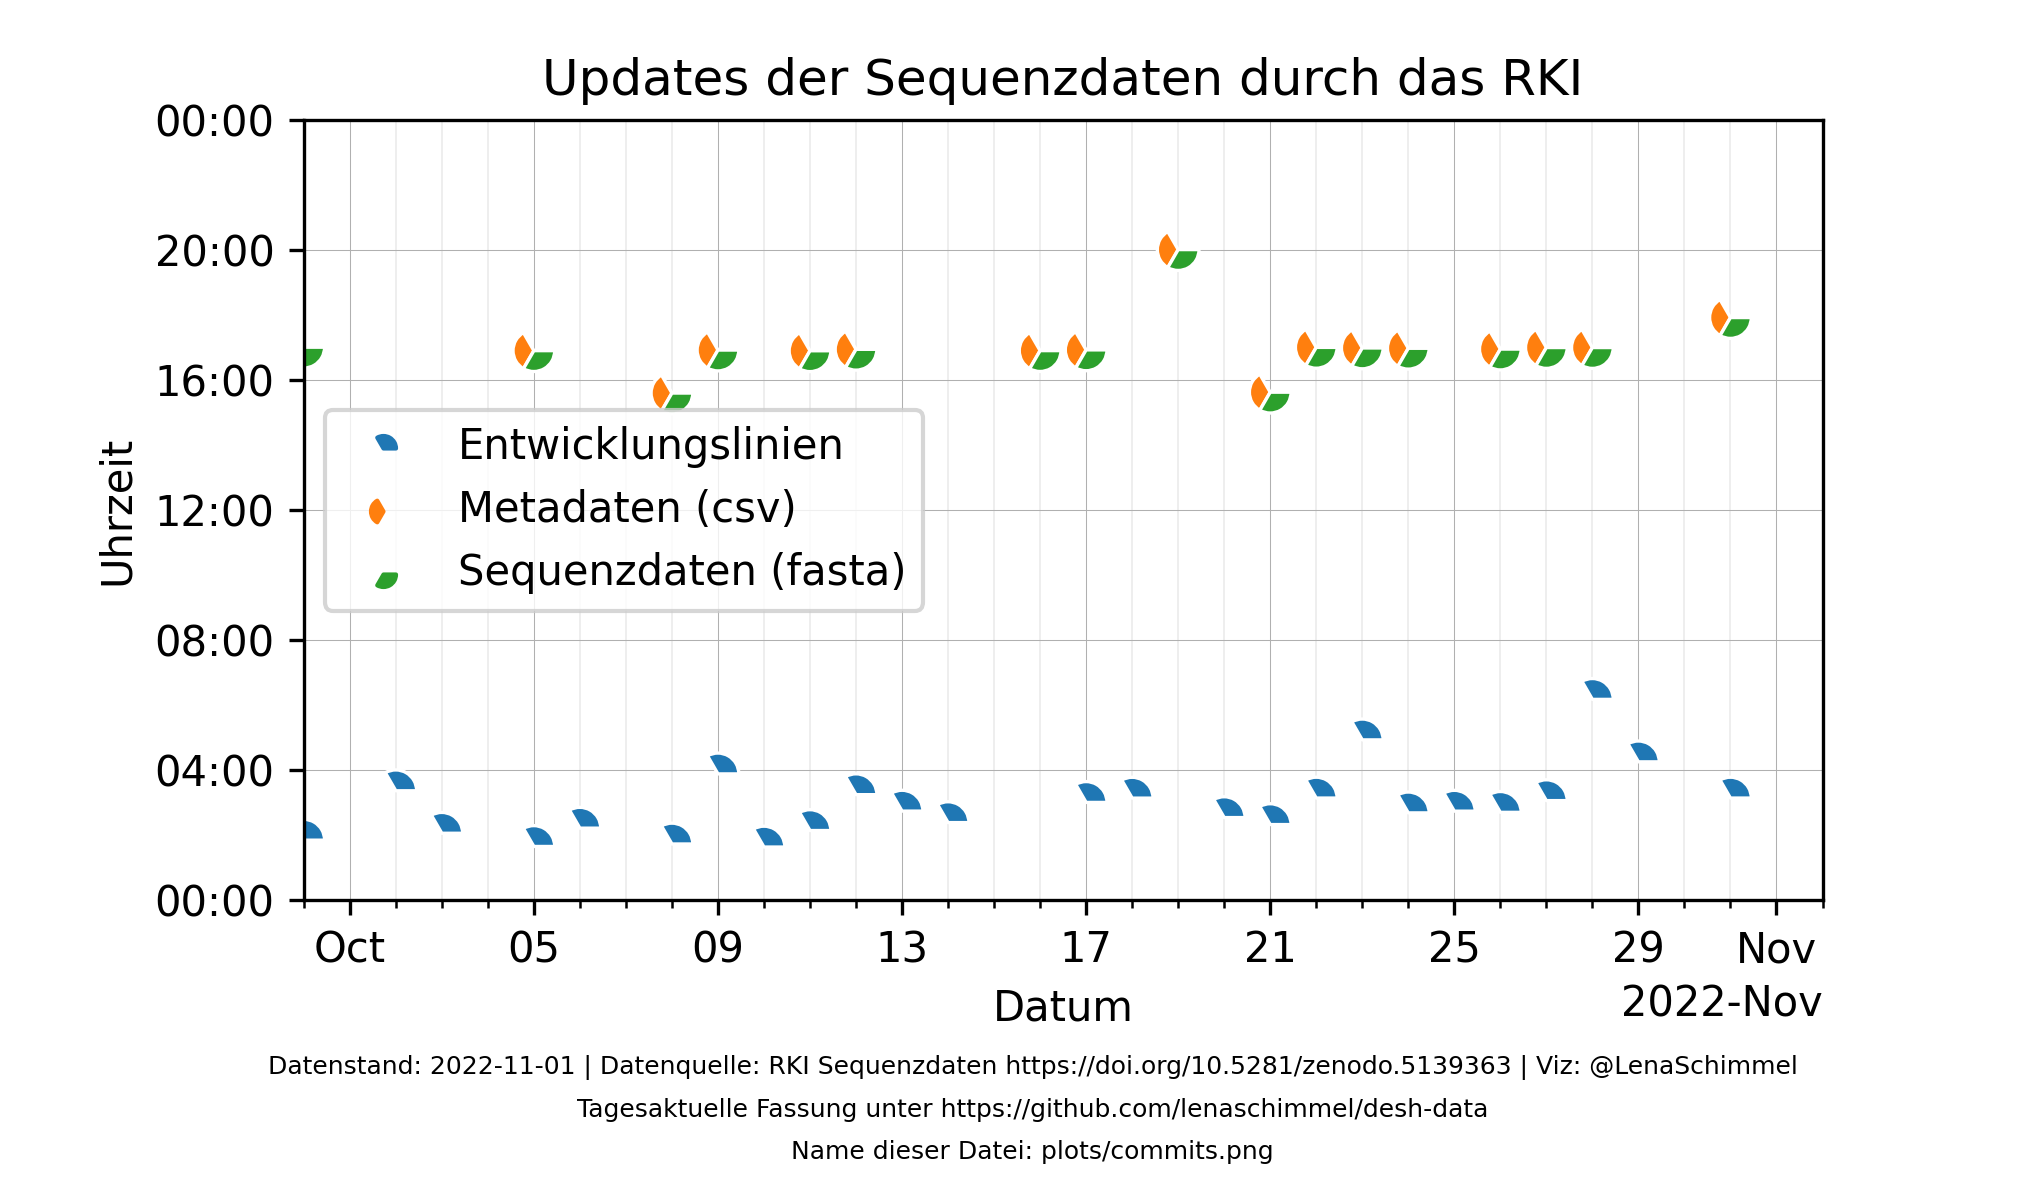 Updates der Sequenzdaten durch das RKI
00:00
20:00
16:00
12:00
08:00
04:00
00:00
Uhrzeit
Entwicklungslinien
Metadaten (csv)
Sequenzdaten (fasta)
Oct 05 09 13 17 21 25 29 Nov
2022-Nov
Datum
Datenstand: 2022-11-01 | Datenquelle: RKI Sequenzdaten https://doi.org/10.5281/zenodo.5139363 | Viz: @LenaSchimmel
Tagesaktuelle Fassung unter https://github.com/lenaschimmel/desh-data
Name dieser Datei: plots/commits.png